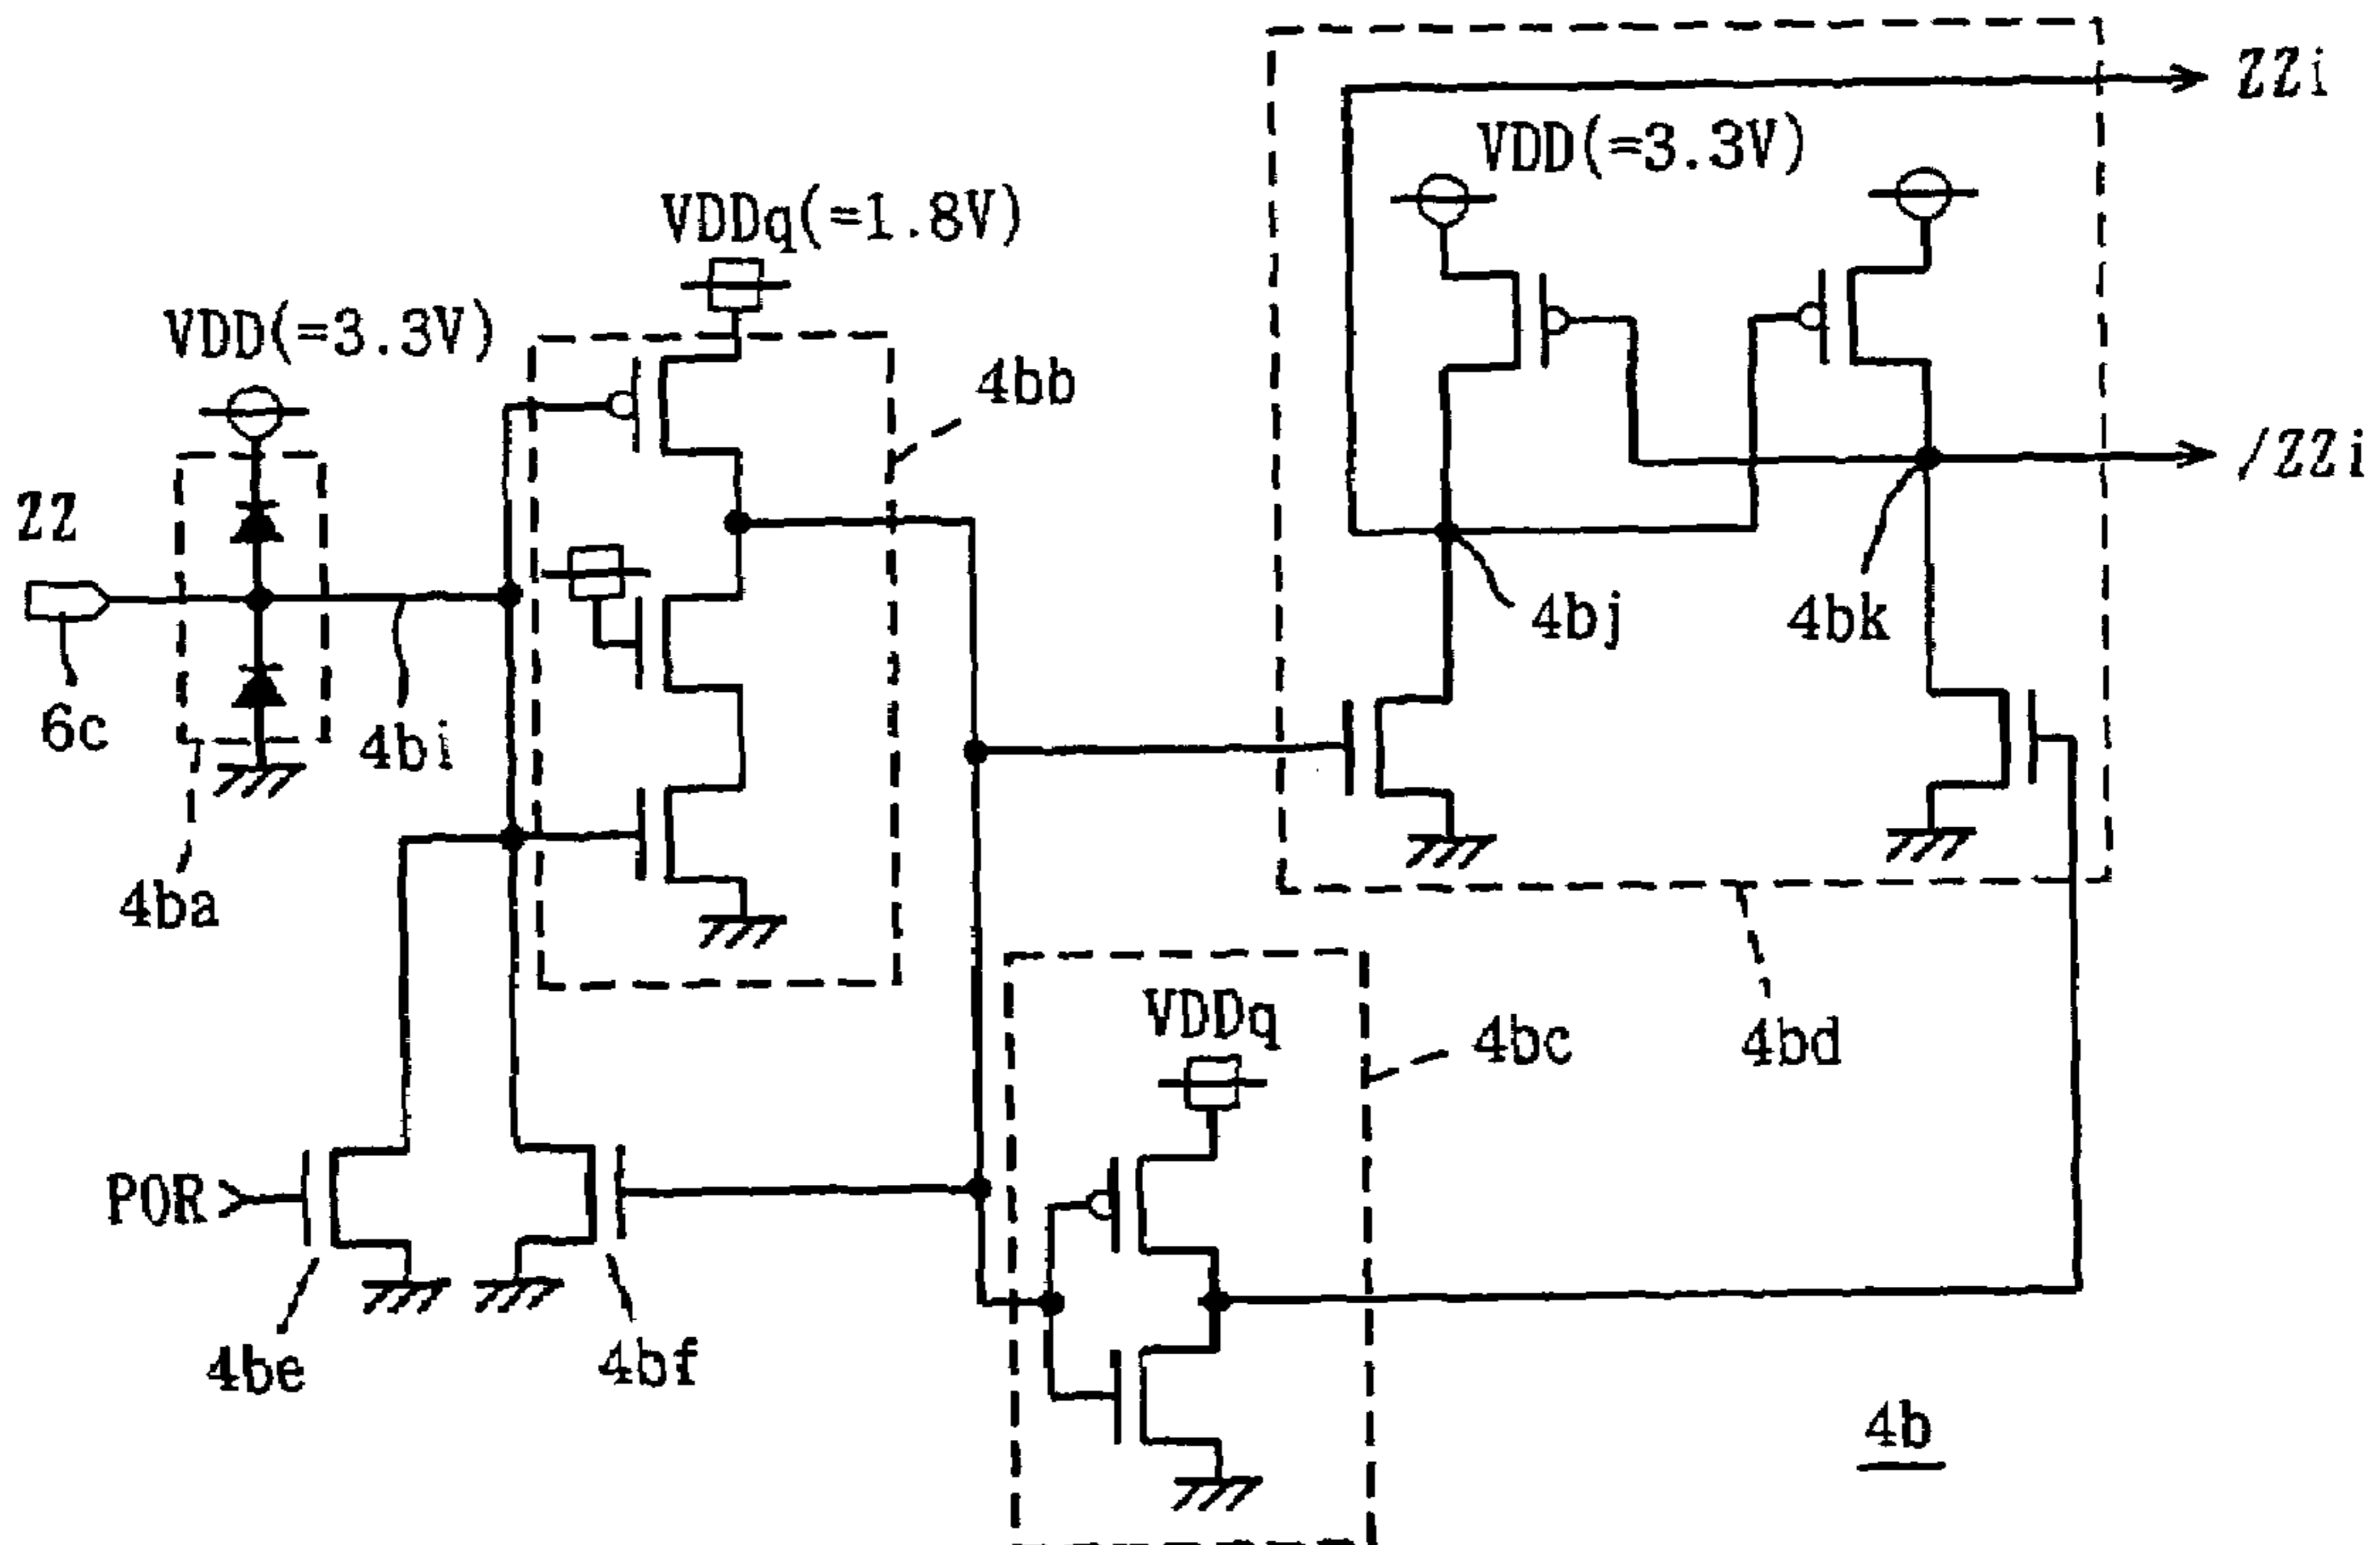 ZZi
VDD(=3.3V)
VDDq(=1.8V)
VDD(=3.3V)
4bb
/ZZi
ZZ
4bj
4bk
6c
4bi
4ba
VDDq
4bc
4bd
POR
4be
4bf
4b